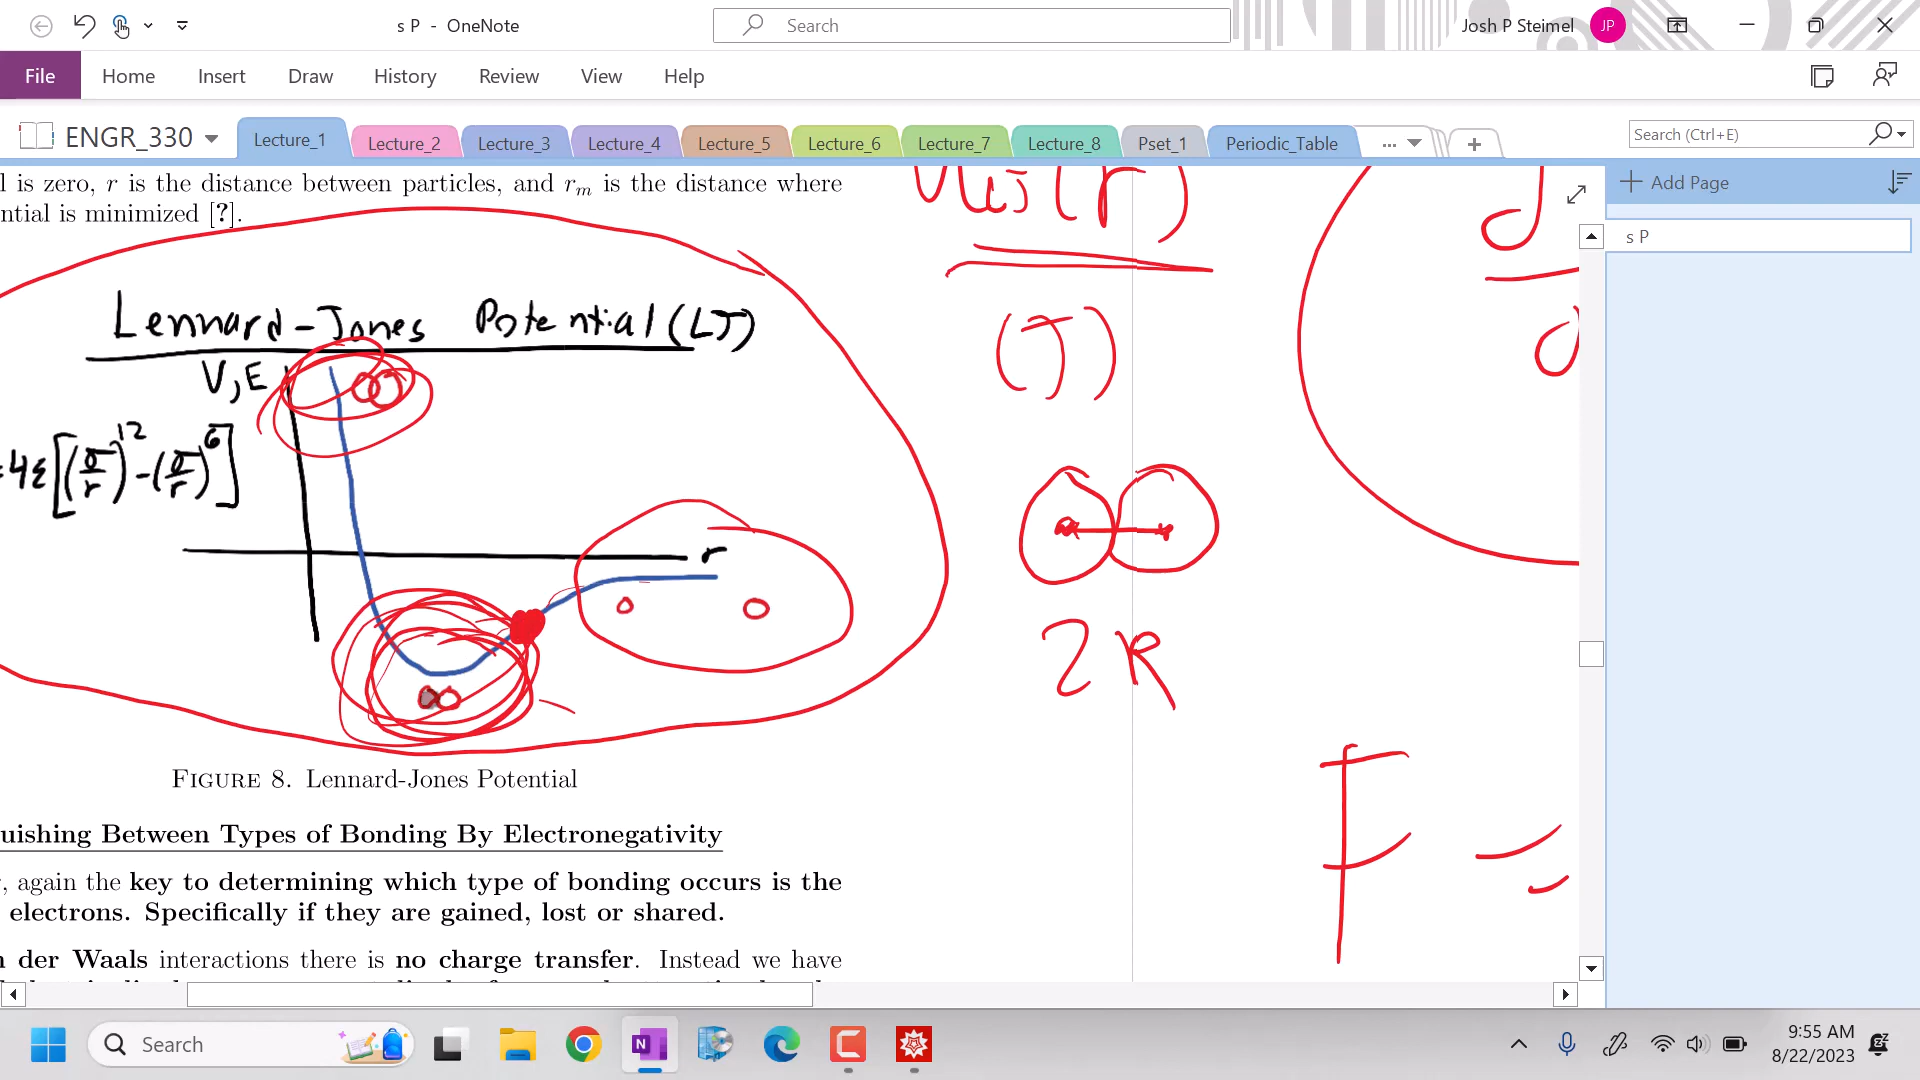 s P - OneNote
Search
Josh P Steimel
JP
File Home Insert Draw History Review View Help
ENGR_330
Lecture_1 Lecture_2 Lecture_3 Lecture_4 Lecture_5 Lecture_6 Lecture_7 Lecture_8 Pset_1 Periodic_Table ...
Search (Ctrl+E)
Add Page
s P
l is zero, r is the distance between particles, and rₘ is the distance where
ntial is minimized [?].
(r)
(J)
Lennard-Jones Potential (LJ)
V, E
=4ε[(σ/r)^12 - (σ/r)^6]
r
2R
F =
FIGURE 8. Lennard-Jones Potential
uishing Between Types of Bonding By Electronegativity
, again the key to determining which type of bonding occurs is the
electrons. Specifically if they are gained, lost or shared.
n der Waals interactions there is no charge transfer. Instead we have
Search
9:55 AM
8/22/2023